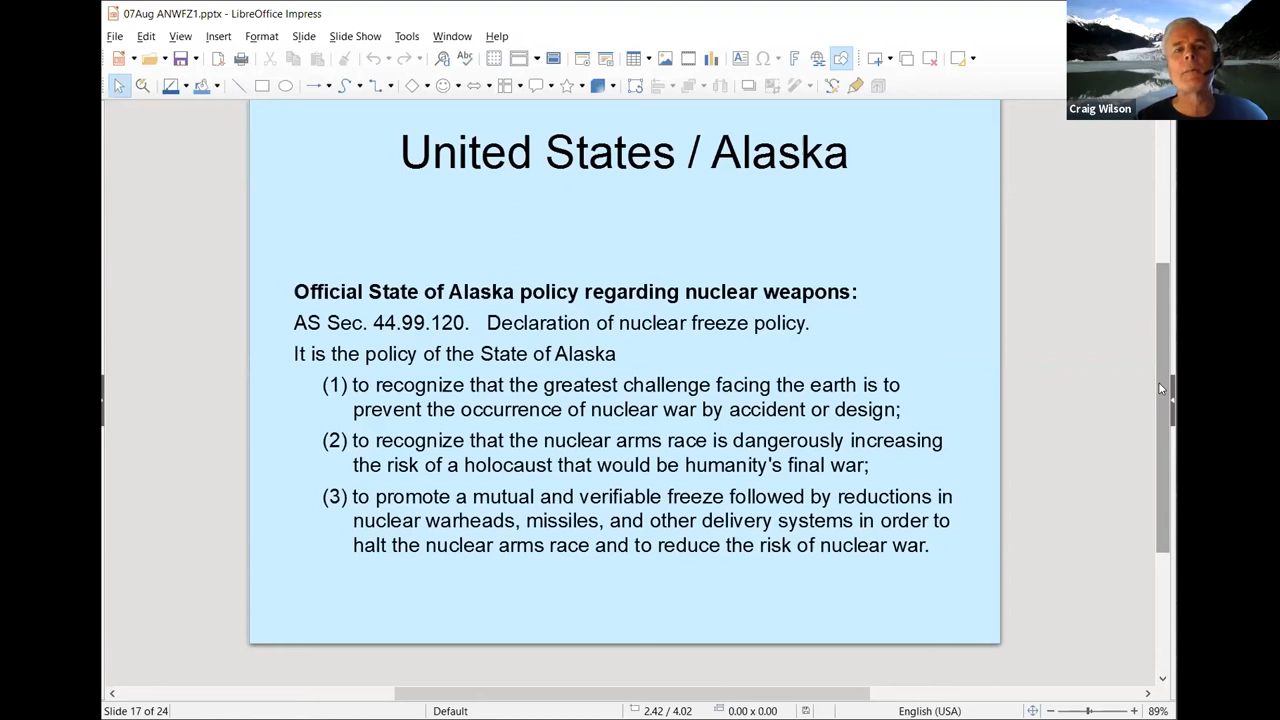 07Aug ANWFZ1.pptx - LibreOffice Impress
File Edit View Insert Format Slide Slide Show Tools Window Help
Craig Wilson
United States / Alaska
Official State of Alaska policy regarding nuclear weapons:
AS Sec. 44.99.120. Declaration of nuclear freeze policy.
It is the policy of the State of Alaska
(1) to recognize that the greatest challenge facing the earth is to
prevent the occurrence of nuclear war by accident or design;
(2) to recognize that the nuclear arms race is dangerously increasing
the risk of a holocaust that would be humanity's final war;
(3) to promote a mutual and verifiable freeze followed by reductions in
nuclear warheads, missiles, and other delivery systems in order to
halt the nuclear arms race and to reduce the risk of nuclear war.
Slide 17 of 24 Default 2.42 / 4.02 0.00 x 0.00 English (USA) 89%